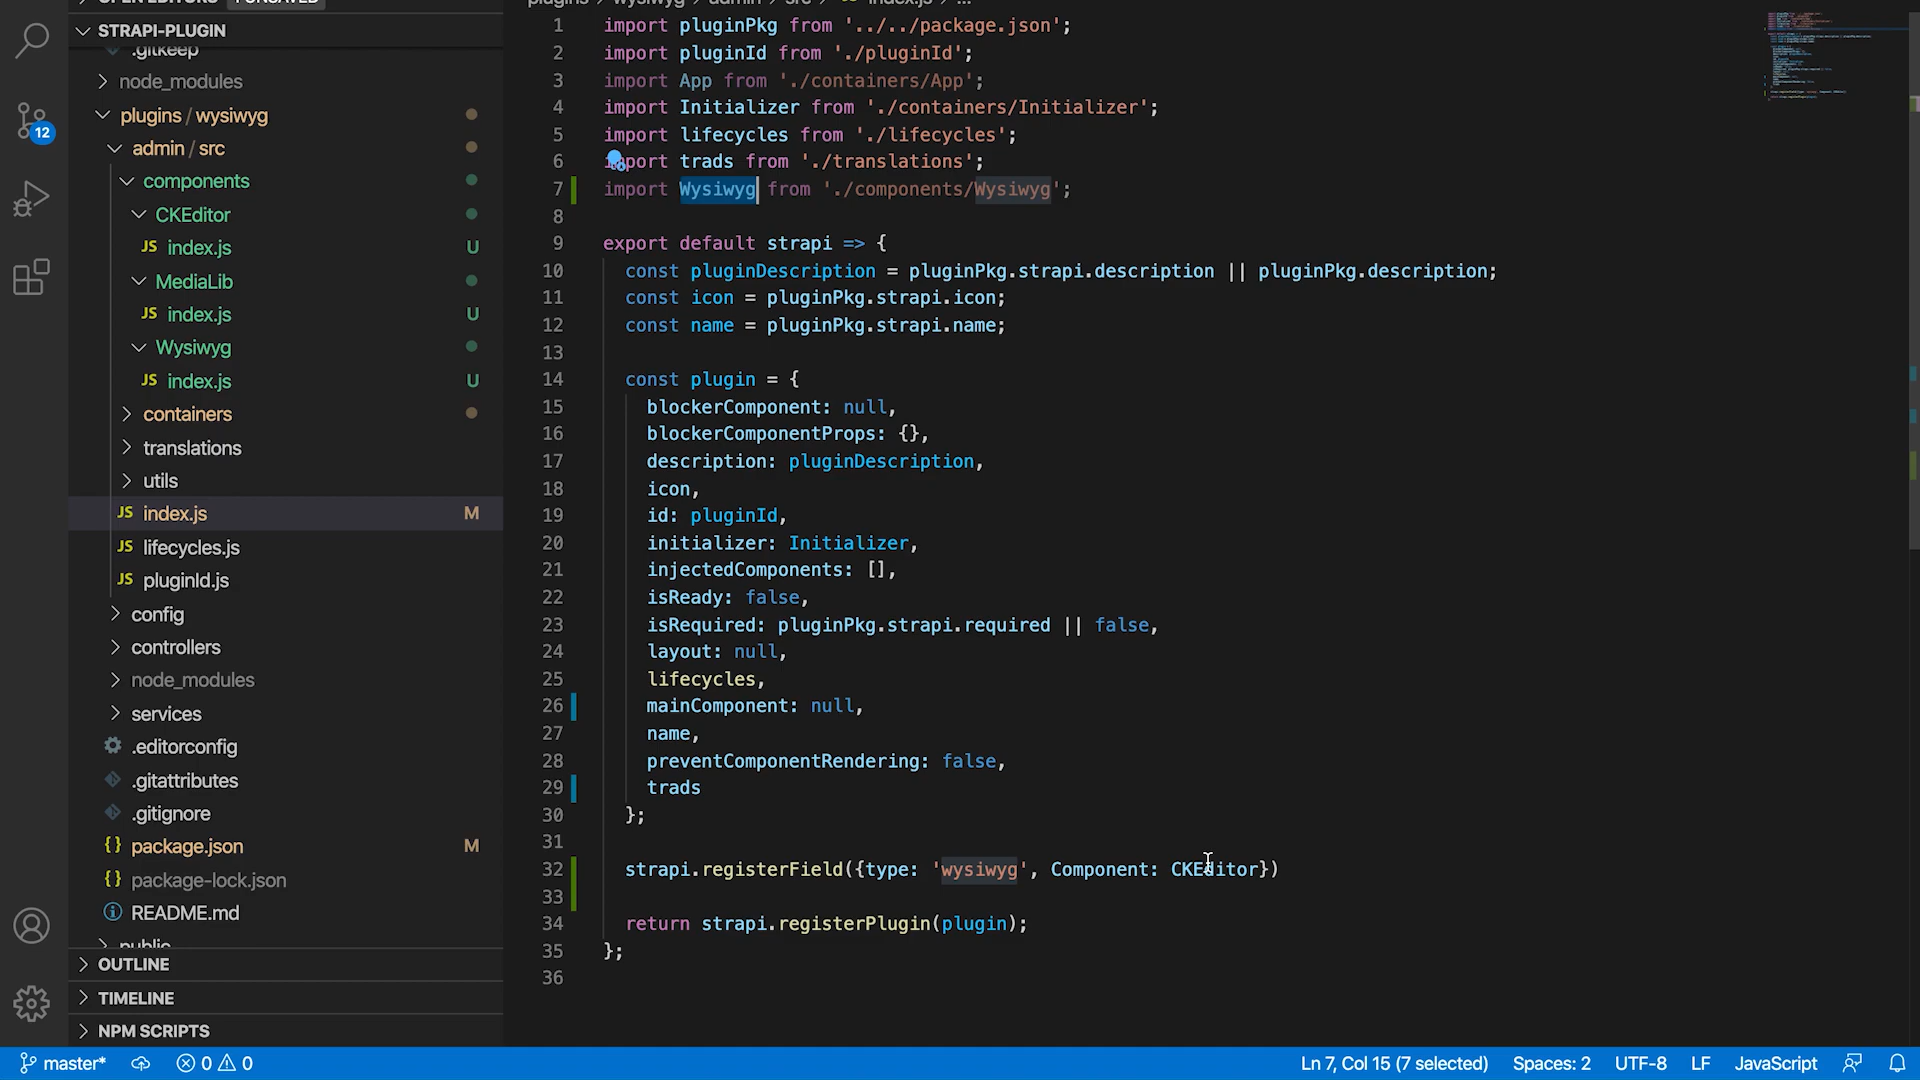 STRAPI-PLUGIN
.gitkeep
node_modules
plugins / wysiwyg
admin / src
components
CKEditor
JS index.js U
MediaLib
JS index.js U
Wysiwyg
JS index.js U
containers
translations
utils
JS index.js M
JS lifecycles.js
JS pluginId.js
config
controllers
node_modules
services
.editorconfig
.gitattributes
.gitignore
{} package.json M
{} package-lock.json
README.md
public
OUTLINE
TIMELINE
NPM SCRIPTS
12
1 import pluginPkg from '../../package.json';
2 import pluginId from './pluginId';
3 import App from './containers/App';
4 import Initializer from './containers/Initializer';
5 import lifecycles from './lifecycles';
6 import trads from './translations';
7 import Wysiwyg from './components/Wysiwyg';
8
9 export default strapi => {
10 const pluginDescription = pluginPkg.strapi.description || pluginPkg.description;
11 const icon = pluginPkg.strapi.icon;
12 const name = pluginPkg.strapi.name;
13
14 const plugin = {
15 blockerComponent: null,
16 blockerComponentProps: {},
17 description: pluginDescription,
18 icon,
19 id: pluginId,
20 initializer: Initializer,
21 injectedComponents: [],
22 isReady: false,
23 isRequired: pluginPkg.strapi.required || false,
24 layout: null,
25 lifecycles,
26 mainComponent: null,
27 name,
28 preventComponentRendering: false,
29 trads
30 };
31
32 strapi.registerField({type: 'wysiwyg', Component: CKEditor})
33
34 return strapi.registerPlugin(plugin);
35 };
36
master* 0 0 Ln 7, Col 15 (7 selected) Spaces: 2 UTF-8 LF JavaScript